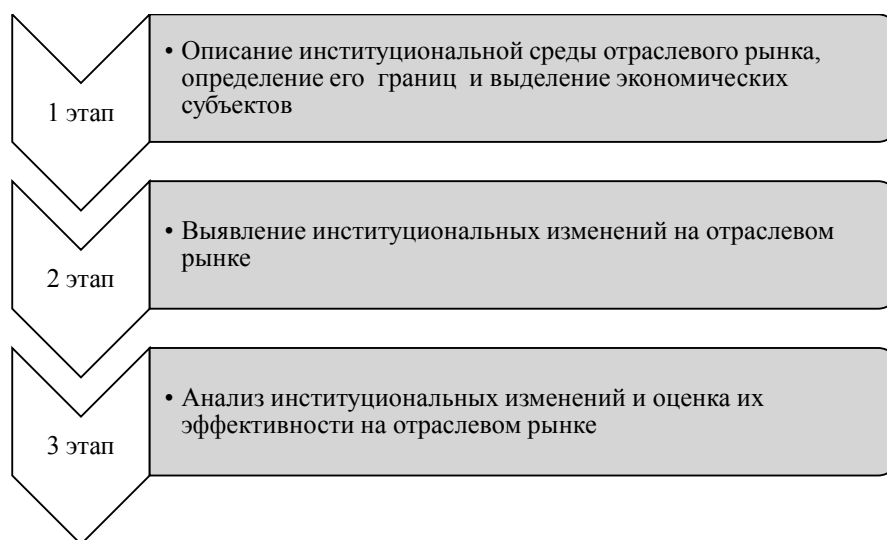 1 этап
• Описание институциональной среды отраслевого рынка,
определение его границ и выделение экономических
субъектов
2 этап
• Выявление институциональных изменений на отраслевом
рынке
3 этап
• Анализ институциональных изменений и оценка их
эффективности на отраслевом рынке